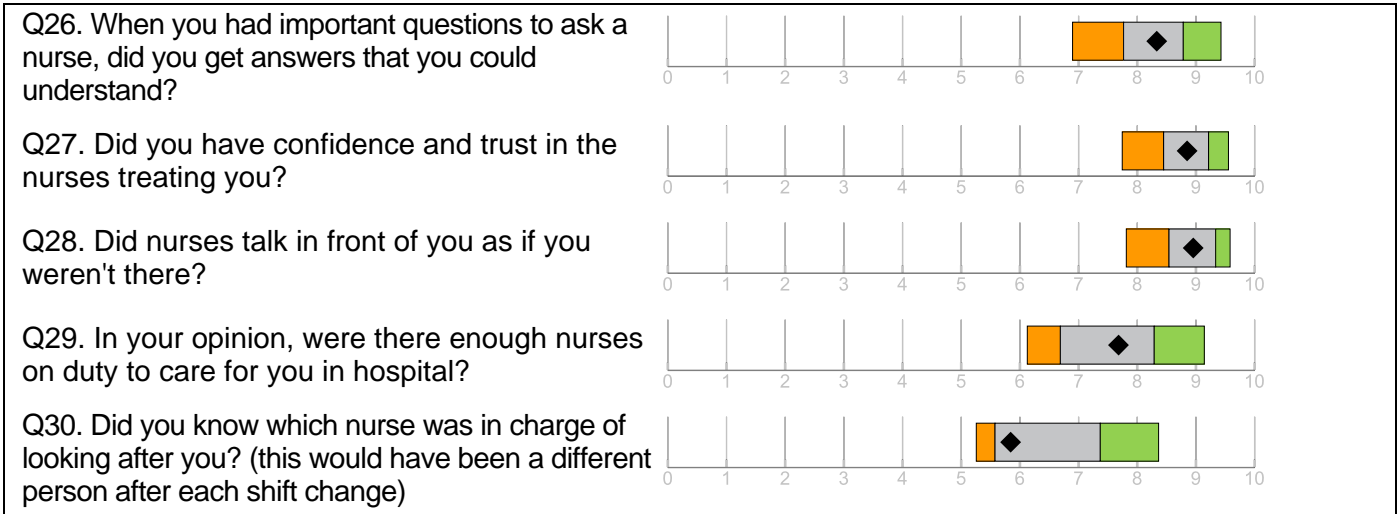 Q26. When you had important questions to ask a
nurse, did you get answers that you could
understand?
0 1 2 3 4 5 6 7 8 9 10
Q27. Did you have confidence and trust in the
nurses treating you?
0 1 2 3 4 5 6 7 8 9 10
Q28. Did nurses talk in front of you as if you
weren't there?
0 1 2 3 4 5 6 7 8 9 10
Q29. In your opinion, were there enough nurses
on duty to care for you in hospital?
0 1 2 3 4 5 6 7 8 9 10
Q30. Did you know which nurse was in charge of
looking after you? (this would have been a different
person after each shift change)
0 1 2 3 4 5 6 7 8 9 10